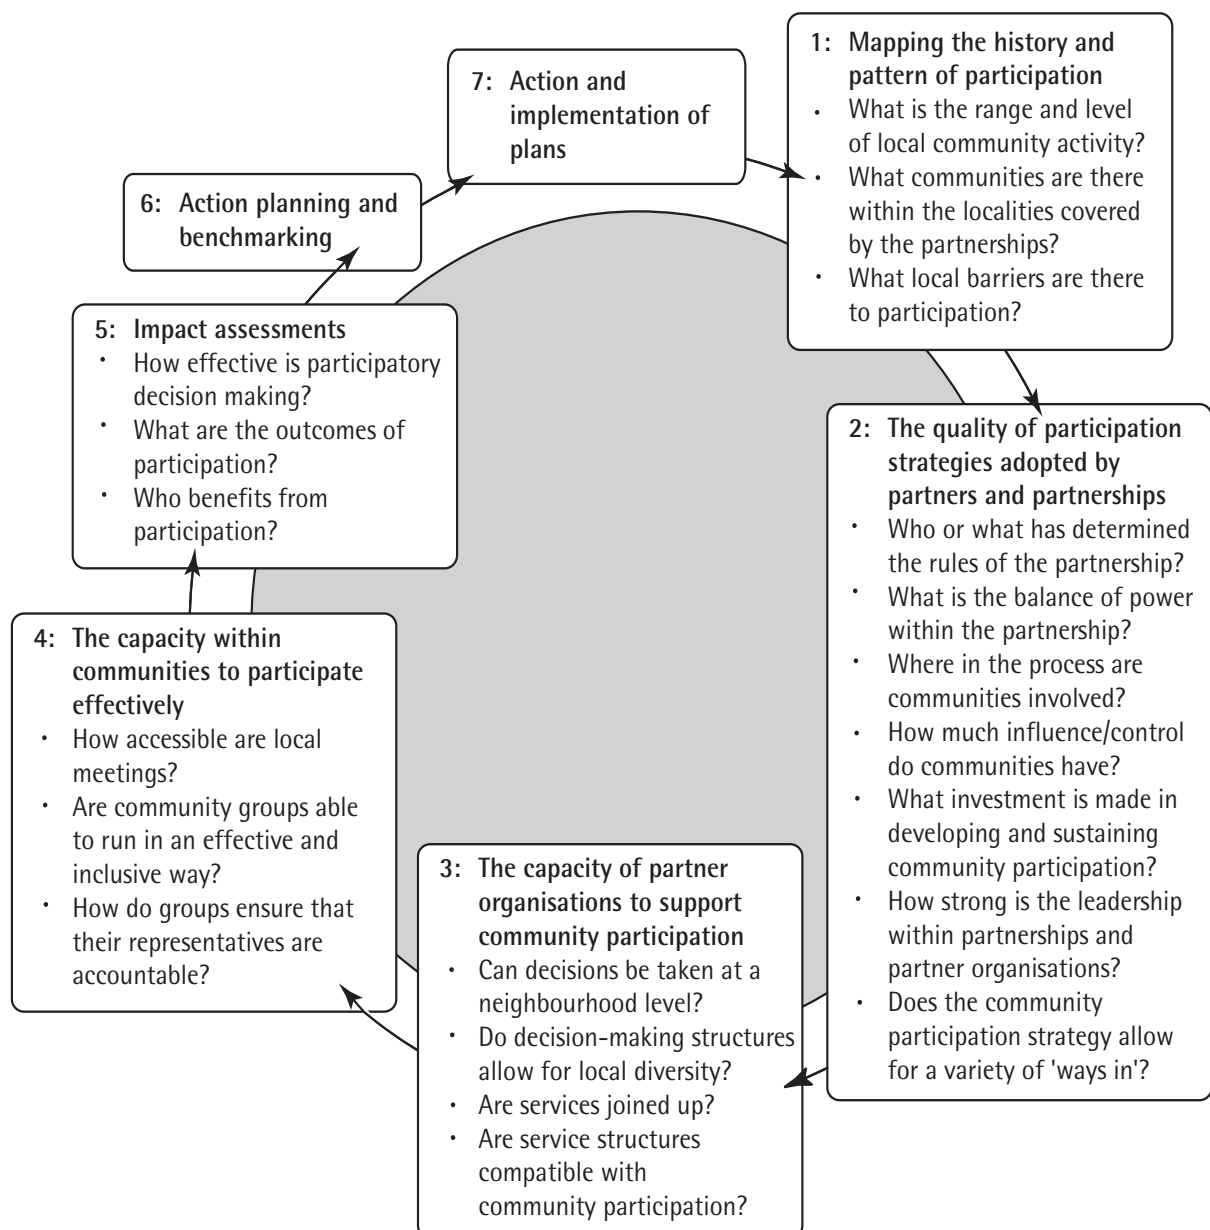 1: Mapping the history and
pattern of participation
· What is the range and level
of local community activity?
· What communities are there
within the localities covered
by the partnerships?
· What local barriers are there
to participation?
2: The quality of participation
strategies adopted by
partners and partnerships
· Who or what has determined
the rules of the partnership?
· What is the balance of power
within the partnership?
· Where in the process are
communities involved?
· How much influence/control
do communities have?
· What investment is made in
developing and sustaining
community participation?
· How strong is the leadership
within partnerships and
partner organisations?
· Does the community
participation strategy allow
for a variety of 'ways in'?
3: The capacity of partner
organisations to support
community participation
· Can decisions be taken at a
neighbourhood level?
· Do decision-making structures
allow for local diversity?
· Are services joined up?
· Are service structures
compatible with
community participation?
4: The capacity within
communities to participate
effectively
· How accessible are local
meetings?
· Are community groups able
to run in an effective and
inclusive way?
· How do groups ensure that
their representatives are
accountable?
5: Impact assessments
· How effective is participatory
decision making?
· What are the outcomes of
participation?
· Who benefits from
participation?
6: Action planning and
benchmarking
7: Action and
implementation of
plans